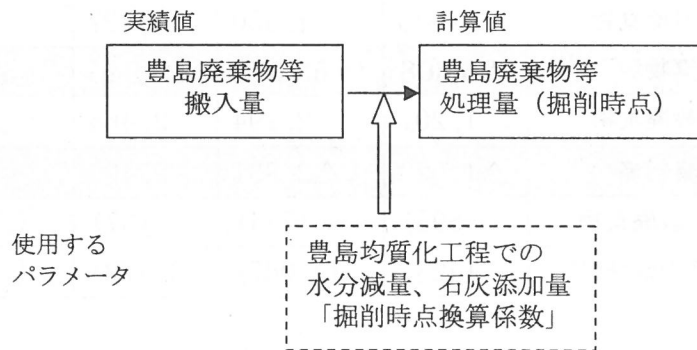 実績値
計算値
豊島廃棄物等
搬入量
豊島廃棄物等
処理量（掘削時点）
使用する
パラメータ
豊島均質化工程での
水分減量、石灰添加量
「掘削時点換算係数」